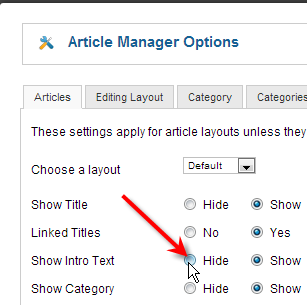 Article Manager Options
Articles Editing Layout Category Categories
These settings apply for article layouts unless they
Choose a layout Default
Show Title Hide Show
Linked Titles No Yes
Show Intro Text Hide Show
Show Category Hide Show